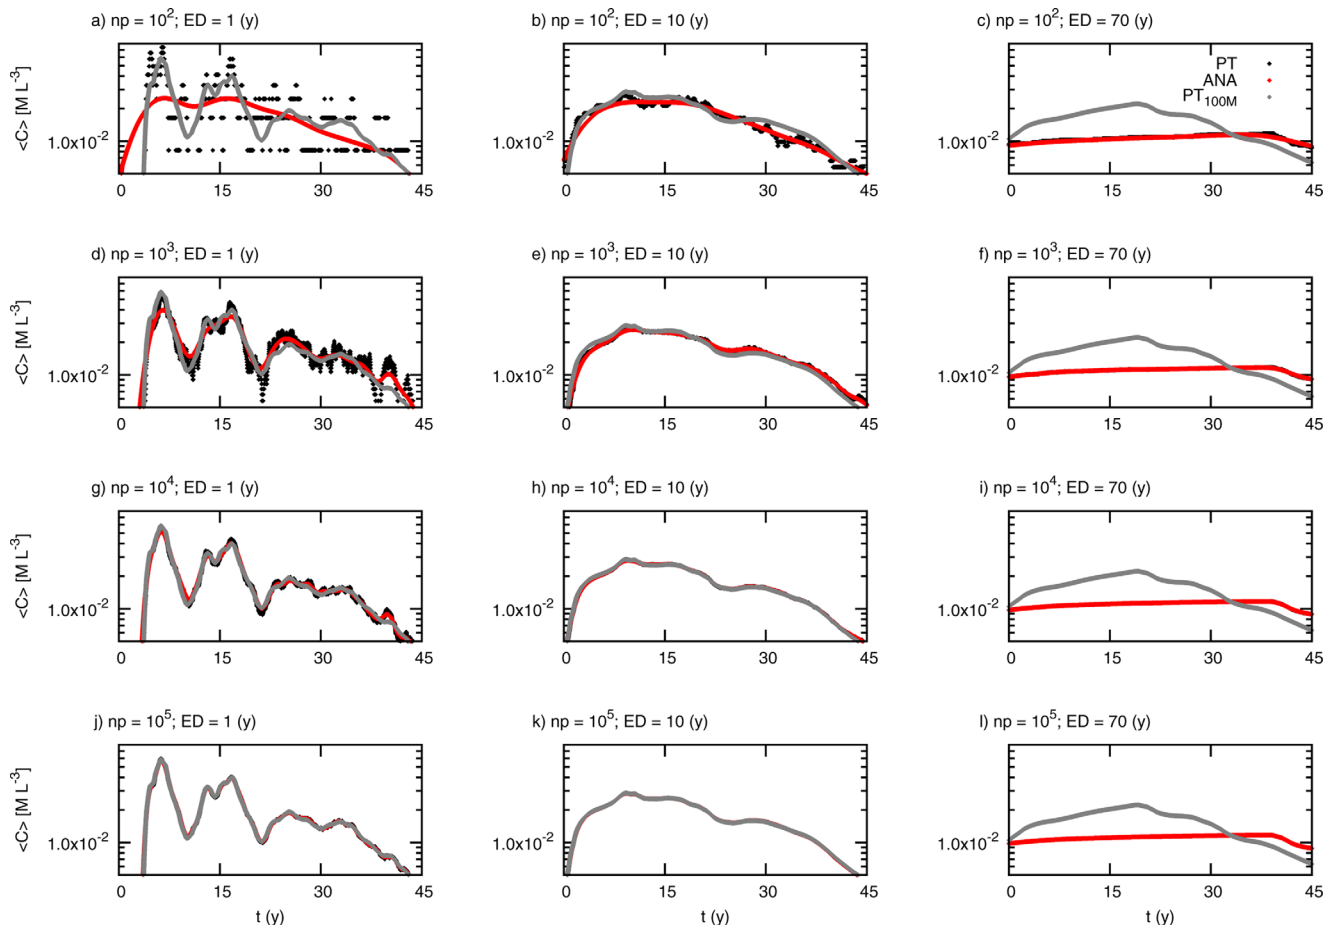 a) np = 10^2; ED = 1 (y)
b) np = 10^2; ED = 10 (y)
c) np = 10^2; ED = 70 (y)
<C> [M L^-3]
1.0x10^-2
0 15 30 45
1.0x10^-2
0 15 30 45
PT
ANA
PT_100M
1.0x10^-2
0 15 30 45
d) np = 10^3; ED = 1 (y)
e) np = 10^3; ED = 10 (y)
f) np = 10^3; ED = 70 (y)
<C> [M L^-3]
1.0x10^-2
0 15 30 45
1.0x10^-2
0 15 30 45
1.0x10^-2
0 15 30 45
g) np = 10^4; ED = 1 (y)
h) np = 10^4; ED = 10 (y)
i) np = 10^4; ED = 70 (y)
<C> [M L^-3]
1.0x10^-2
0 15 30 45
1.0x10^-2
0 15 30 45
1.0x10^-2
0 15 30 45
j) np = 10^5; ED = 1 (y)
k) np = 10^5; ED = 10 (y)
l) np = 10^5; ED = 70 (y)
<C> [M L^-3]
1.0x10^-2
0 15 30 45
t (y)
1.0x10^-2
0 15 30 45
t (y)
1.0x10^-2
0 15 30 45
t (y)